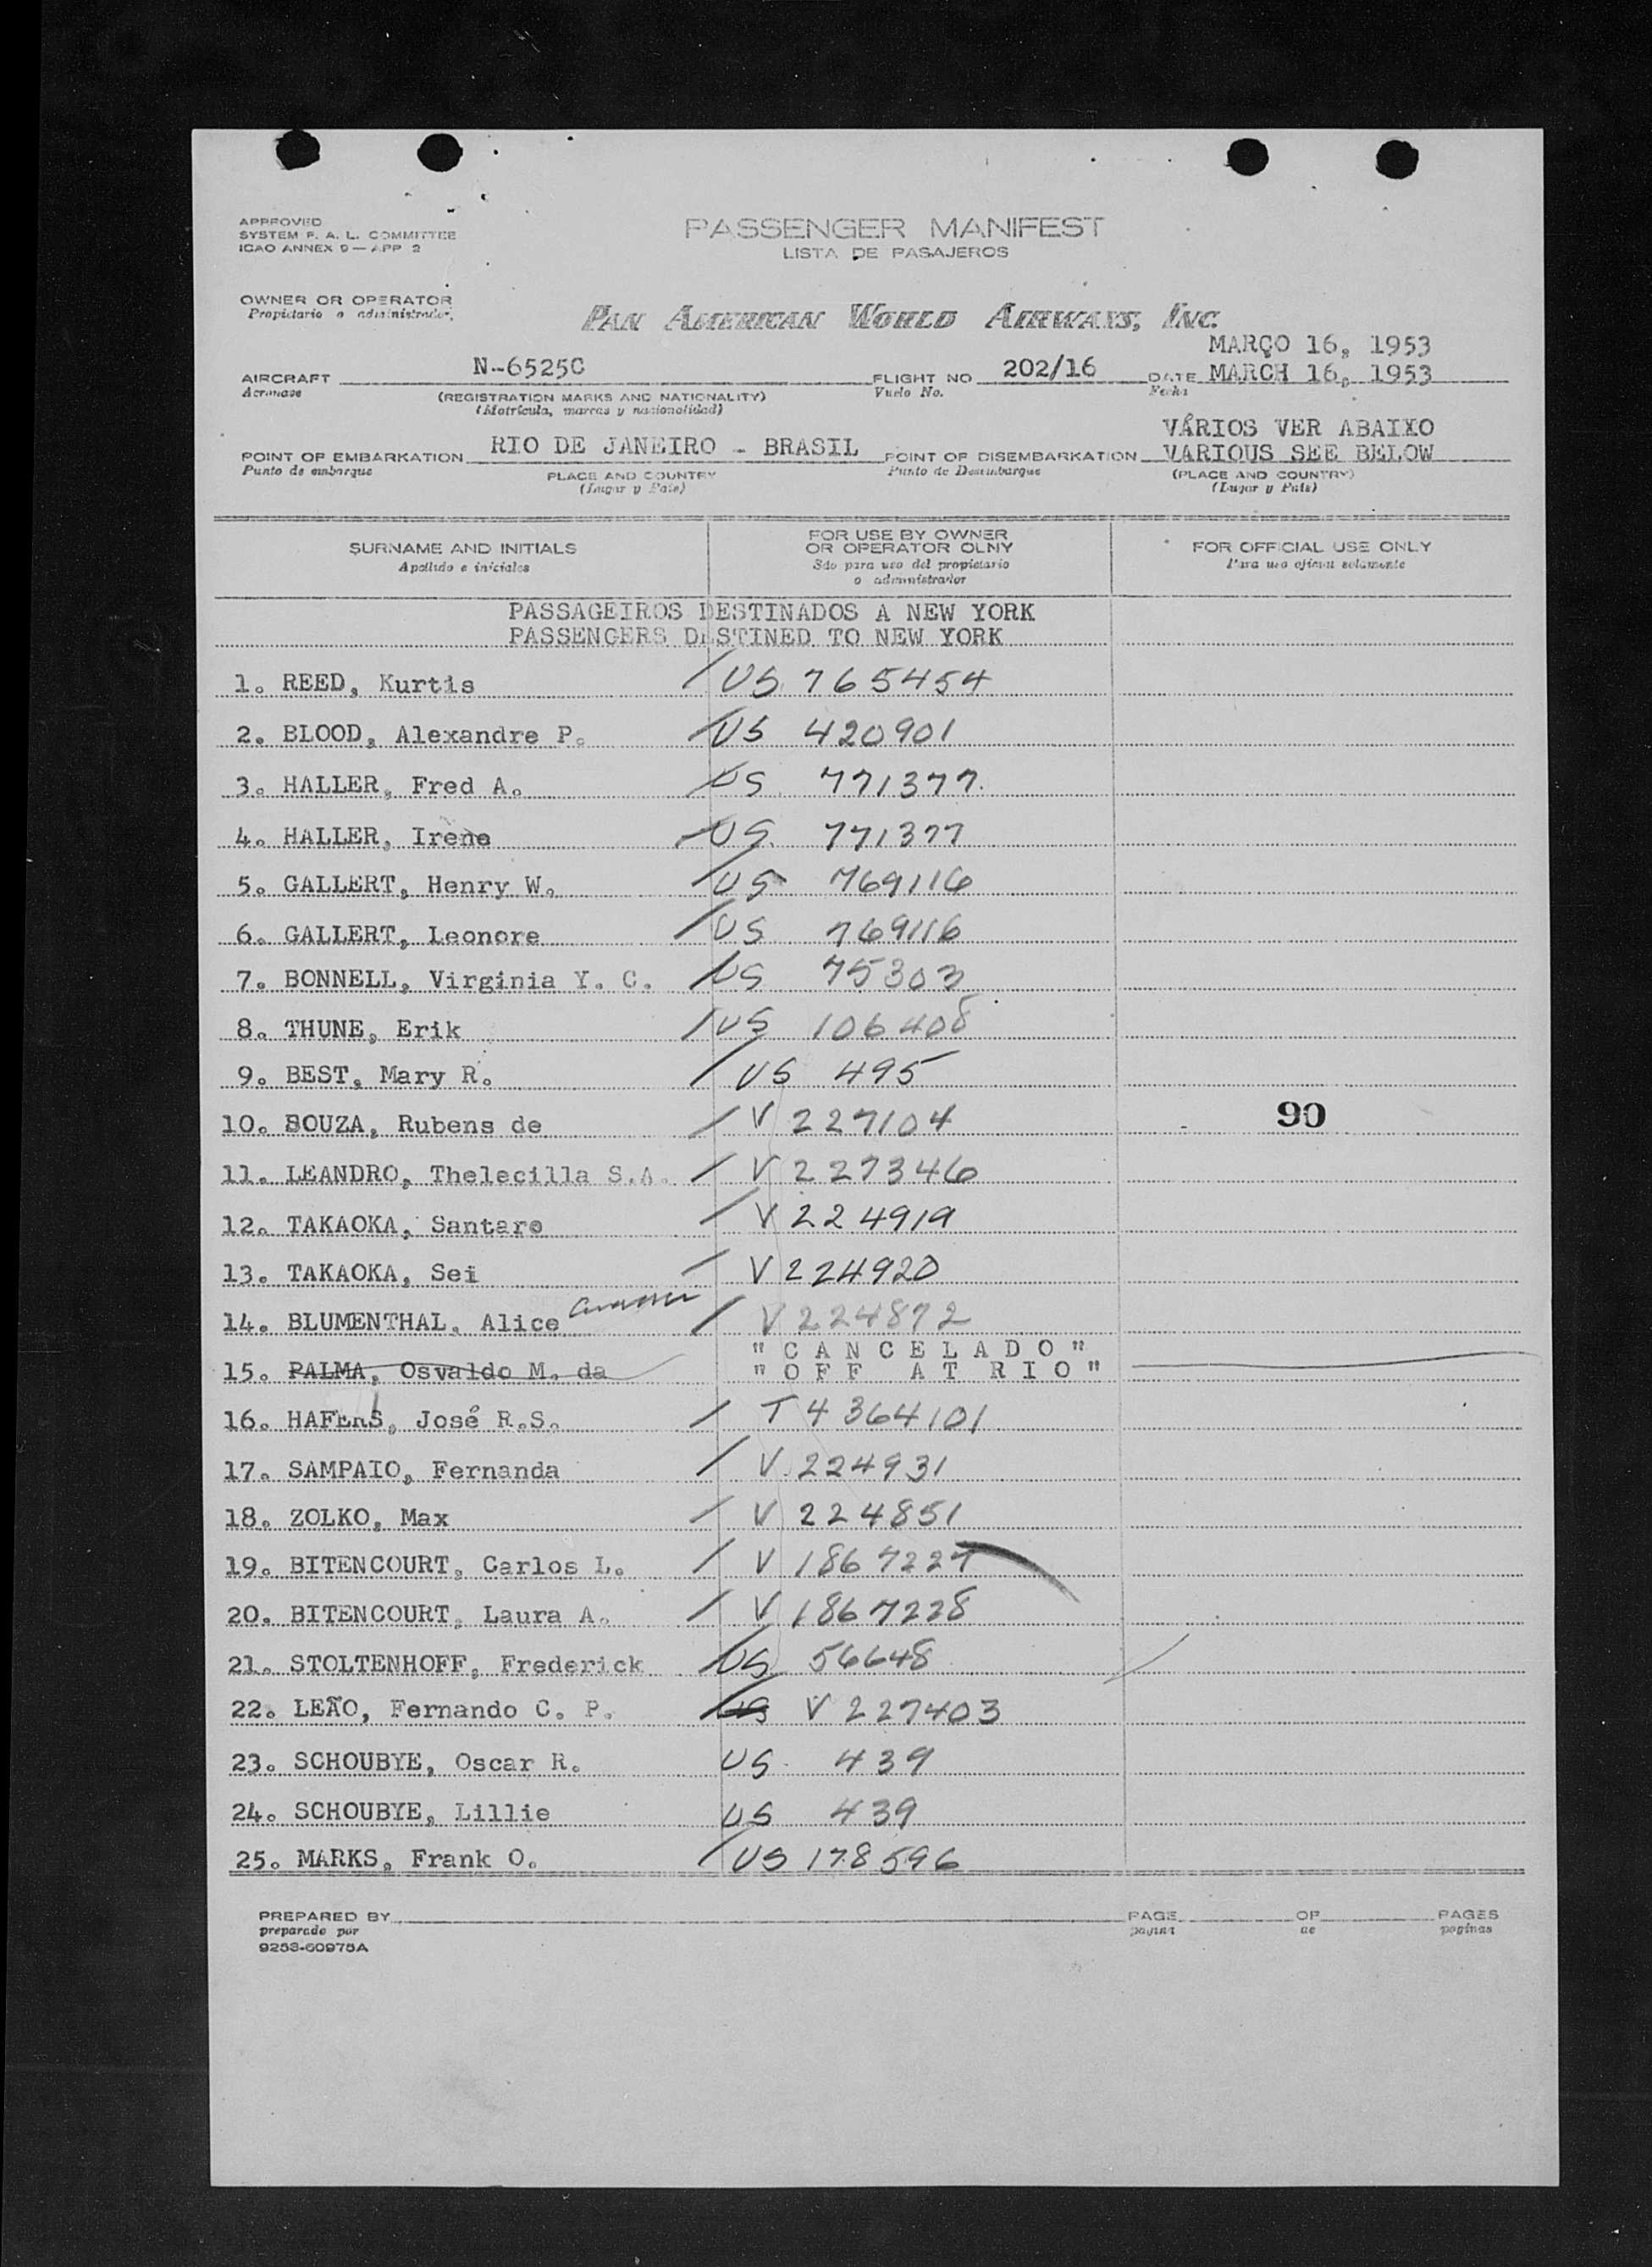 APPROVED
SYSTEM F. A. L. COMMITTEE
ICAO ANNEX 9 — APP 2
PASSENGER MANIFEST
LISTA DE PASAJEROS
OWNER OR OPERATOR
Propietario o administrador,
PAN AMERICAN WORLD AIRWAYS, INC.
MARÇO 16, 1953
AIRCRAFT N-6525C FLIGHT NO 202/16 DATE MARCH 16, 1953
Aeronave (REGISTRATION MARKS AND NATIONALITY) Vuelo No. Fecha
(Matrícula, marcas y nacionalidad)
VÁRIOS VER ABAIXO
POINT OF EMBARKATION RIO DE JANEIRO - BRASIL POINT OF DISEMBARKATION VARIOUS SEE BELOW
Punto de embarque PLACE AND COUNTRY Punto de Desembarque (PLACE AND COUNTRY)
(Lugar y Pais) (Lugar y Pais)
SURNAME AND INITIALS FOR USE BY OWNER OR OPERATOR OLNY FOR OFFICIAL USE ONLY
Apellido e iniciales Sdo para uso del propietario o administrador Para uso oficial solamente
PASSAGEIROS DESTINADOS A NEW YORK
PASSENGERS DESTINED TO NEW YORK
1. REED, Kurtis / US 765454
2. BLOOD, Alexandre P. / US 420901
3. HALLER, Fred A. / US 771377
4. HALLER, Irene / US 771377
5. GALLERT, Henry W. / US 769116
6. GALLERT, Leonore / US 769116
7. BONNELL, Virginia Y. C. / US 75303
8. THUNE, Erik / US 106408
9. BEST, Mary R. / US 495
10. SOUZA, Rubens de / V 227104 90
11. LEANDRO, Thelecilla S.A. / V 227346
12. TAKAOKA, Santaro / V 224919
13. TAKAOKA, Sei / V 224920
14. BLUMENTHAL, Alice / V 224872
"CANCELADO"
15. PALMA, Osvaldo M. da "OFF AT RIO"
16. HAFERS, José R.S. / T 4364101
17. SAMPAIO, Fernanda / V 224931
18. ZOLKO, Max / V 224851
19. BITENCOURT, Carlos L. / V 1867227
20. BITENCOURT, Laura A. / V 1867228
21. STOLTENHOFF, Frederick / US 56648
22. LEÃO, Fernando C. P. / US V 227403
23. SCHOUBYE, Oscar R. US 439
24. SCHOUBYE, Lillie US 439
25. MARKS, Frank O. / US 178596
PREPARED BY PAGE OF PAGES
preparado por pagina de paginas
9253-60975A